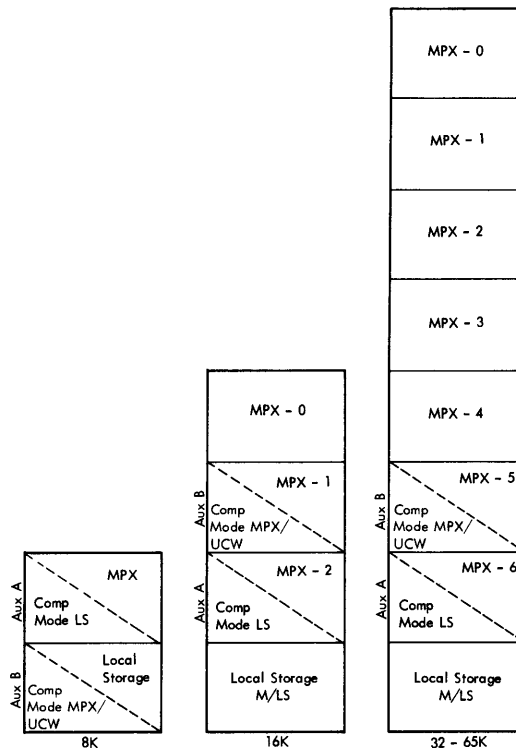 MPX
Aux A
Comp
Mode LS
Local
Storage
Aux B
Comp
Mode MPX/
UCW
8K
MPX - 0
MPX - 1
Aux B
Comp
Mode MPX/
UCW
MPX - 2
Aux A
Comp
Mode LS
Local Storage
M/LS
16K
MPX - 0
MPX - 1
MPX - 2
MPX - 3
MPX - 4
MPX - 5
Aux B
Comp
Mode MPX/
UCW
MPX - 6
Aux A
Comp
Mode LS
Local Storage
M/LS
32 - 65K